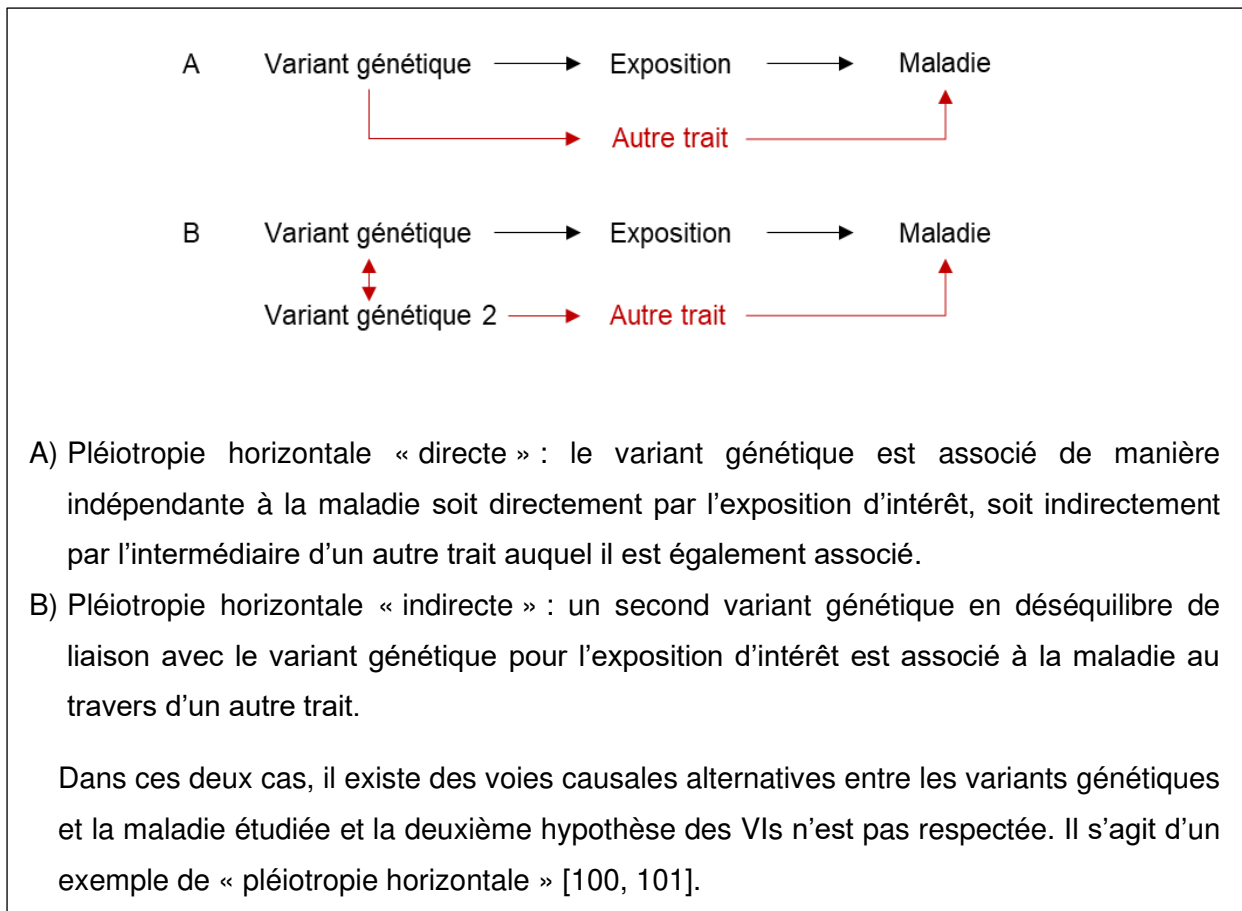 A Variant génétique Exposition Maladie
Autre trait
B Variant génétique Exposition Maladie
Variant génétique 2 Autre trait
A) Pléiotropie horizontale « directe » : le variant génétique est associé de manière
indépendante à la maladie soit directement par l’exposition d’intérêt, soit indirectement
par l’intermédiaire d’un autre trait auquel il est également associé.
B) Pléiotropie horizontale « indirecte » : un second variant génétique en déséquilibre de
liaison avec le variant génétique pour l’exposition d’intérêt est associé à la maladie au
travers d’un autre trait.
Dans ces deux cas, il existe des voies causales alternatives entre les variants génétiques
et la maladie étudiée et la deuxième hypothèse des VIs n’est pas respectée. Il s’agit d’un
exemple de « pléiotropie horizontale » [100, 101].